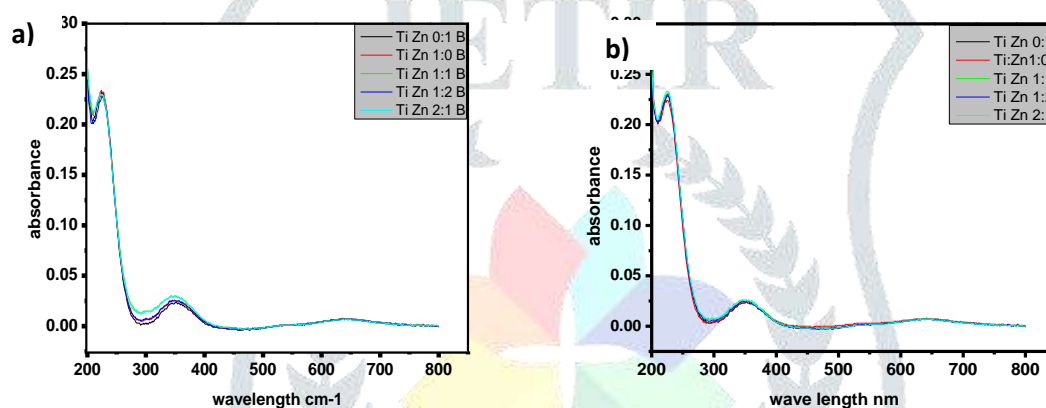 JETIR
a)
30
0.25
0.20
0.15
0.10
0.05
0.00
absorbance
200 300 400 500 600 700 800
wavelength cm-1
Ti Zn 0:1 B
Ti Zn 1:0 B
Ti Zn 1:1 B
Ti Zn 1:2 B
Ti Zn 2:1 B
b)
0.20
0.15
0.10
0.05
0.00
absorbance
200 300 400 500 600 700 800
wave length nm
Ti Zn 0:
Ti:Zn1:0
Ti Zn 1:
Ti Zn 1:
Ti Zn 2: